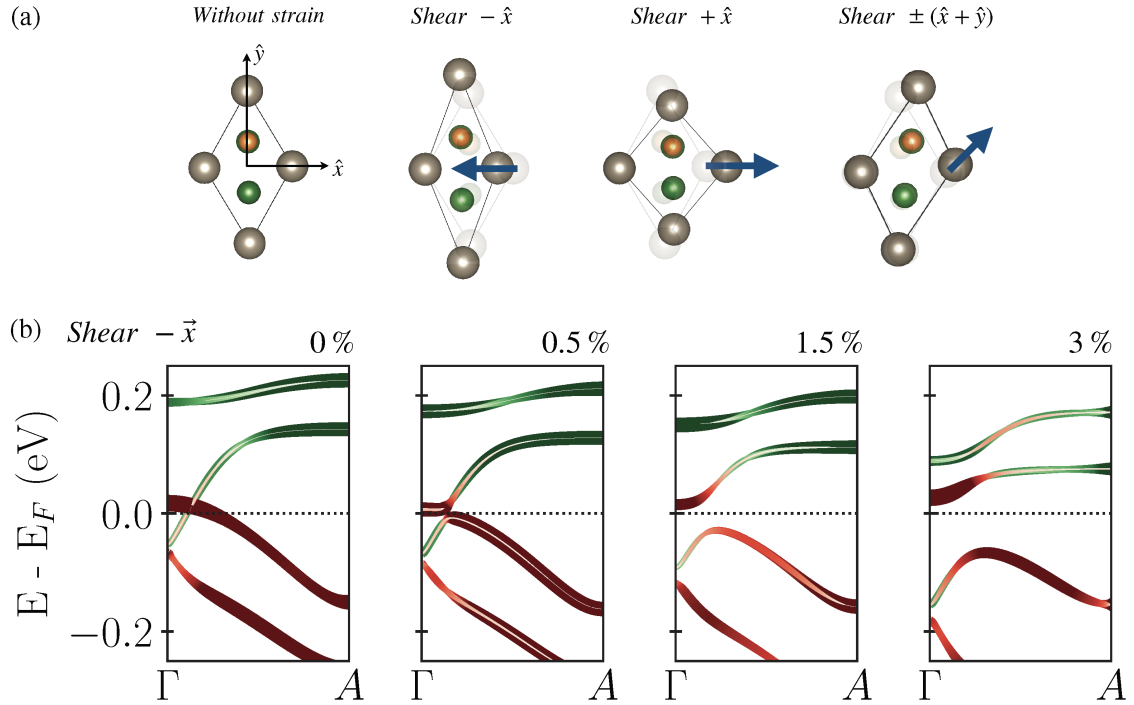 (a) Without strain Shear − x̂ Shear + x̂ Shear ± (x̂ + ŷ)
ŷ
x̂
(b) Shear − x⃗
0 % 0.5 % 1.5 % 3 %
E - E_F (eV)
0.2
0.0
−0.2
Γ A Γ A Γ A Γ A